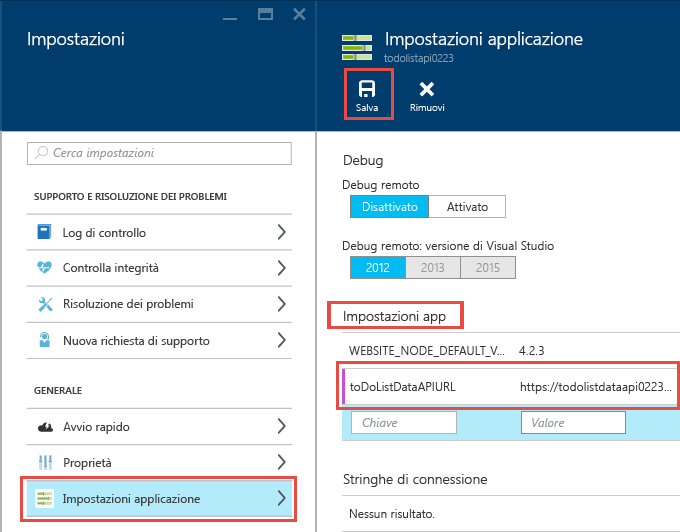 Impostazioni
Cerca impostazioni
SUPPORTO E RISOLUZIONE DEI PROBLEMI
Log di controllo
Controlla integrità
Risoluzione dei problemi
Nuova richiesta di supporto
GENERALE
Avvio rapido
Proprietà
Impostazioni applicazione
Impostazioni applicazione
todolistapi0223
Salva Rimuovi
Debug
Debug remoto
Disattivato Attivato
Debug remoto: versione di Visual Studio
2012 2013 2015
Impostazioni app
WEBSITE_NODE_DEFAULT_V... 4.2.3
toDoListDataAPIURL https://todolistdataapi0223...
Chiave Valore
Stringhe di connessione
Nessun risultato.